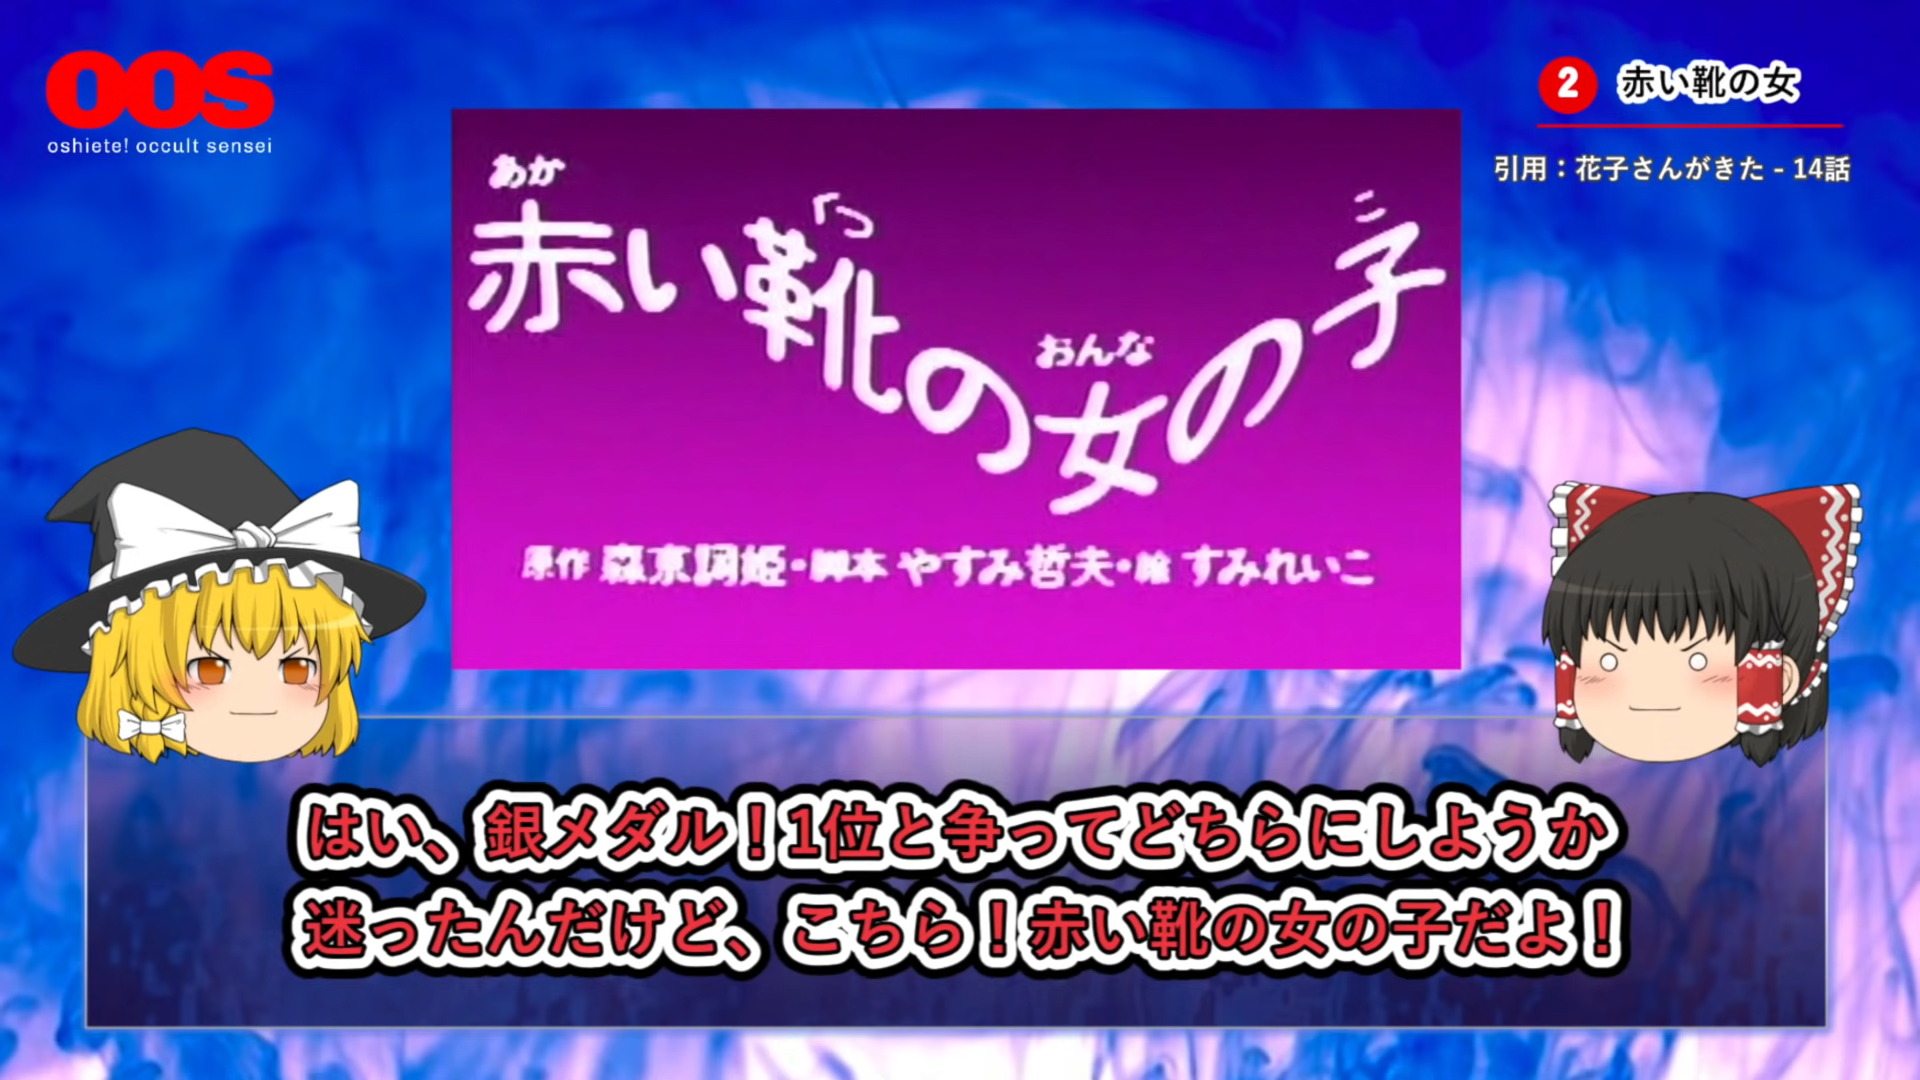 OOS
oshiete! occult sensei
2 赤い靴の女
引用：花子さんがきた - 14話
あか くつ おんな こ
赤い靴の女の子
原作 森京詞姫・脚本 やすみ哲夫・絵 すみれいこ
はい、銀メダル！1位と争ってどちらにしようか
迷ったんだけど、こちら！赤い靴の女の子だよ！